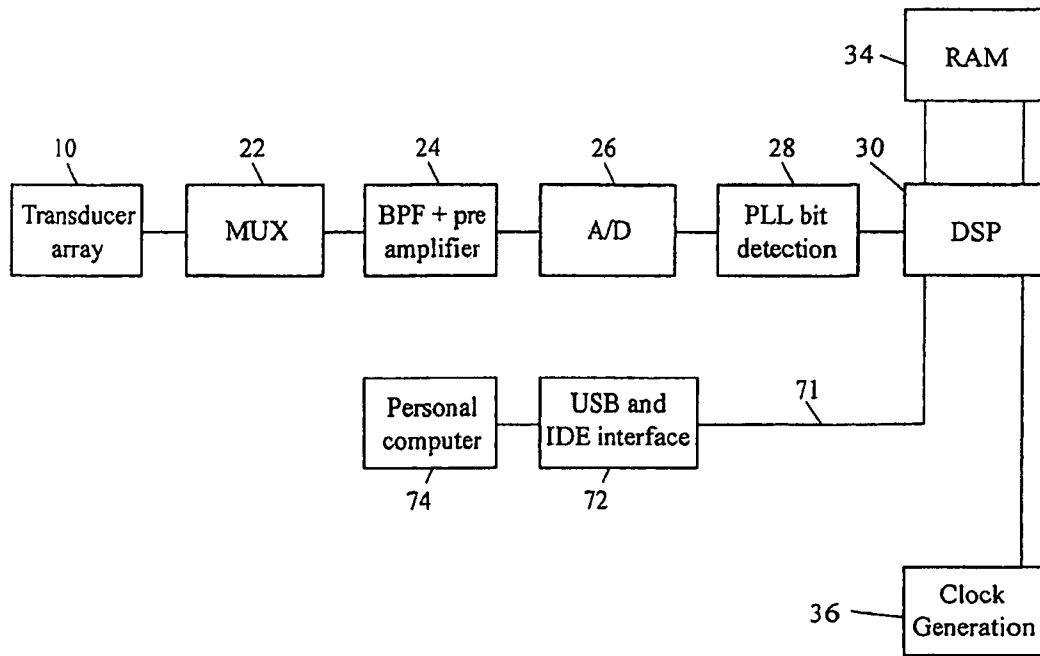 34
RAM
10
22
24
26
28
30
Transducer
array
MUX
BPF + pre
amplifier
A/D
PLL bit
detection
DSP
Personal
computer
USB and
IDE interface
71
74
72
36
Clock
Generation